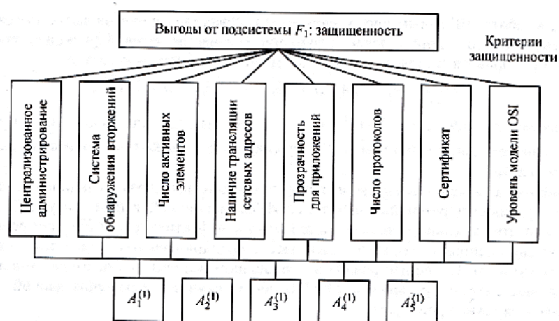 Выгоды от подсистемы F₁: защищенность
Критерии
защищенности
Централизованное
администрирование
Система
обнаружения вторжений
Число активных
элементов
Наличие трансляции
сетевых адресов
Прозрачность
для приложений
Число протоколов
Сертификат
Уровень модели OSI
A₁⁽¹⁾
A₂⁽¹⁾
A₃⁽¹⁾
A₄⁽¹⁾
A₅⁽¹⁾